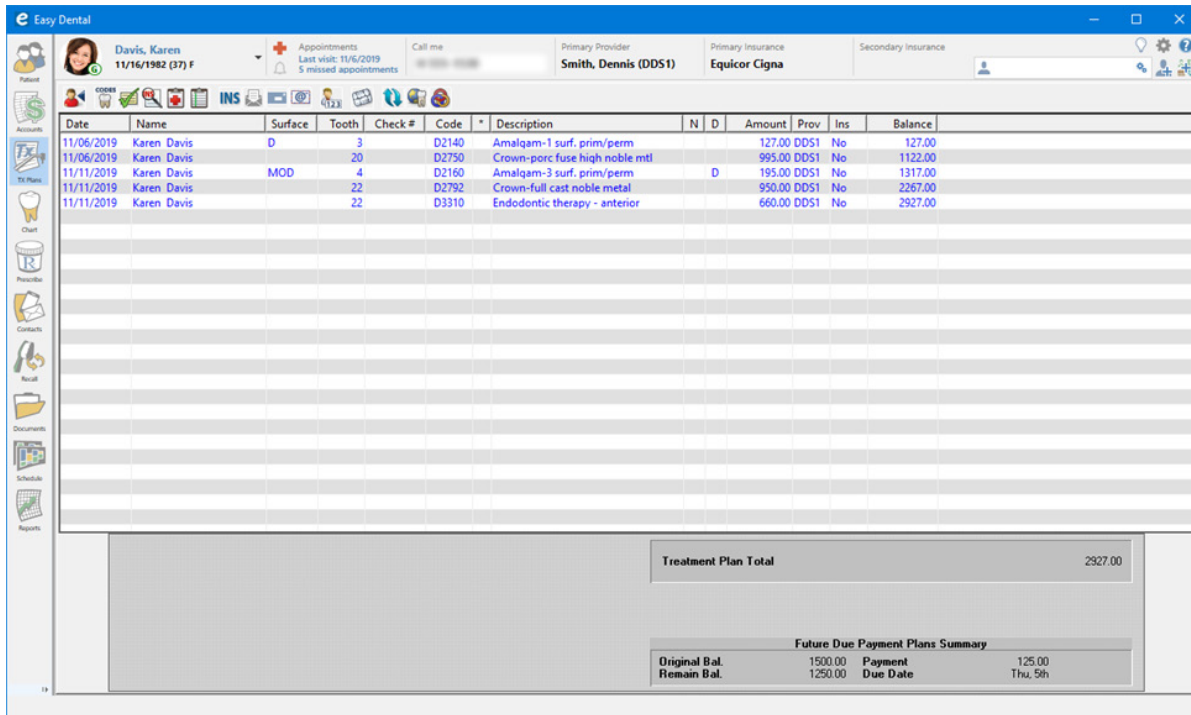 Easy Dental
Davis, Karen
11/16/1982 (37) F
G
Appointments
Last visit: 11/6/2019
5 missed appointments
Call me
Primary Provider
Smith, Dennis (DDS1)
Primary Insurance
Equicor Cigna
Secondary Insurance
CODES INS @ 123
Patient
Accounts
Tx
TX Plans
Chart
R
Prescribe
Contacts
Recall
Documents
Schedule
Reports
Date Name Surface Tooth Check # Code * Description N D Amount Prov Ins Balance
11/06/2019 Karen Davis D 3 D2140 Amalgam-1 surf. prim/perm 127.00 DDS1 No 127.00
11/06/2019 Karen Davis 20 D2750 Crown-porc fuse high noble mtl 995.00 DDS1 No 1122.00
11/11/2019 Karen Davis MOD 4 D2160 Amalgam-3 surf. prim/perm D 195.00 DDS1 No 1317.00
11/11/2019 Karen Davis 22 D2792 Crown-full cast noble metal 950.00 DDS1 No 2267.00
11/11/2019 Karen Davis 22 D3310 Endodontic therapy - anterior 660.00 DDS1 No 2927.00
Treatment Plan Total 2927.00
Future Due Payment Plans Summary
Original Bal. 1500.00 Payment 125.00
Remain Bal. 1250.00 Due Date Thu, 5th